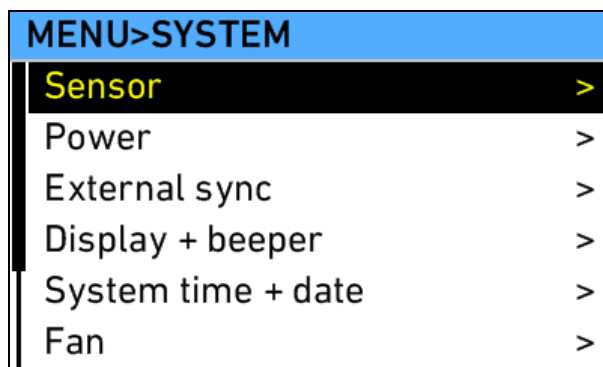 MENU>SYSTEM
Sensor >
Power >
External sync >
Display + beeper >
System time + date >
Fan >